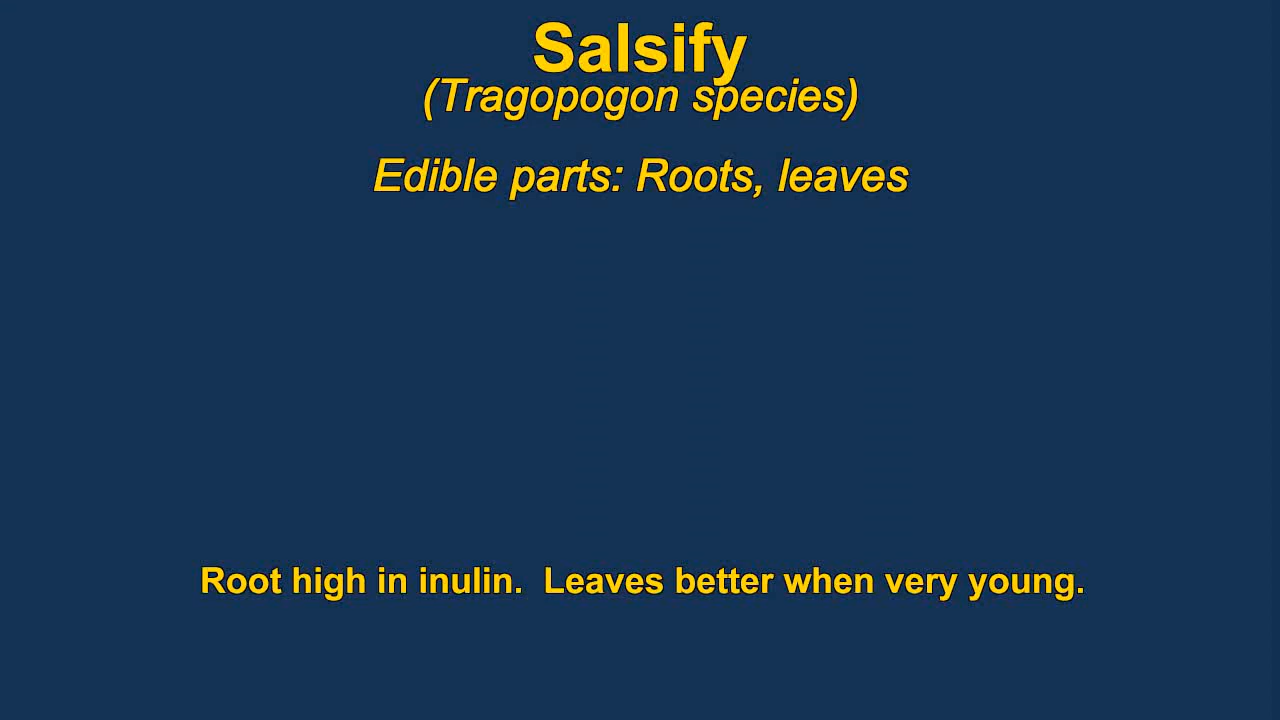 Salsify
(Tragopogon species)
Edible parts: Roots, leaves
Root high in inulin.  Leaves better when very young.